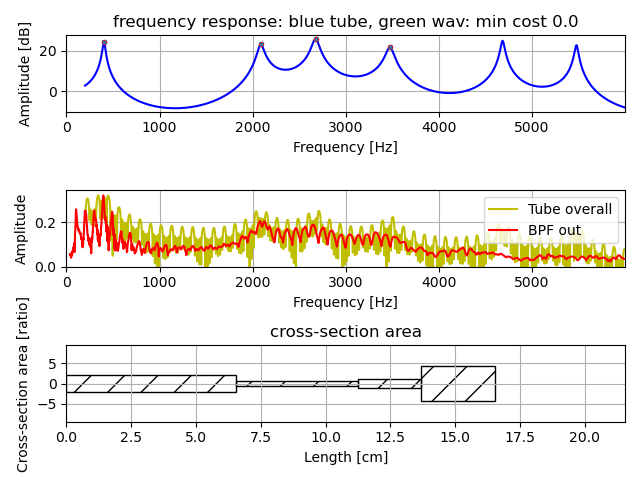 frequency response: blue tube, green wav: min cost 0.0
Amplitude [dB]
20
0
0
1000
2000
3000
4000
5000
Frequency [Hz]
Amplitude
0.2
0.0
Tube overall
BPF out
0
1000
2000
3000
4000
5000
Frequency [Hz]
cross-section area
Cross-section area [ratio]
5
0
−5
0.0
2.5
5.0
7.5
10.0
12.5
15.0
17.5
20.0
Length [cm]